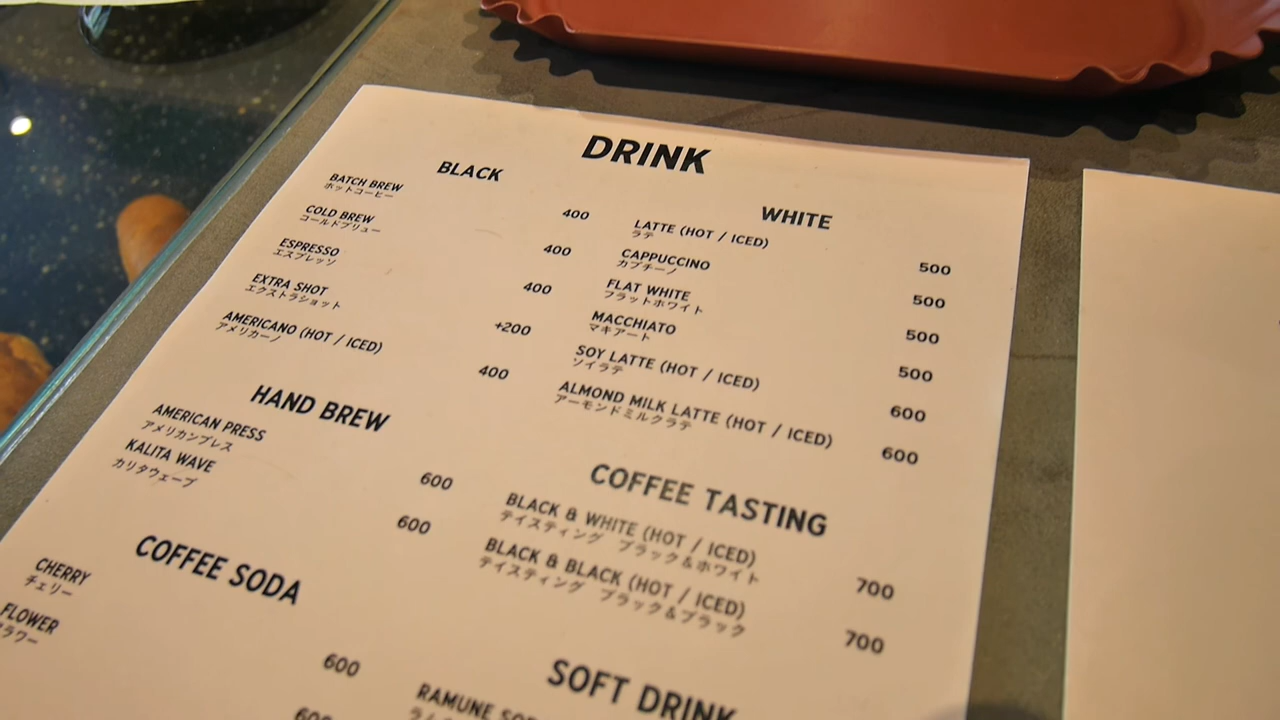 DRINK
BLACK
BATCH BREW 400
ホットコーヒー
COLD BREW 400
コールドブリュー
ESPRESSO 400
エスプレッソ
EXTRA SHOT +200
エクストラショット
AMERICANO (HOT / ICED) 400
アメリカーノ
HAND BREW
AMERICAN PRESS 600
アメリカンプレス
KALITA WAVE 600
カリタウェーブ
COFFEE SODA
CHERRY 600
チェリー
FLOWER 600
フラワー
WHITE
LATTE (HOT / ICED) 500
ラテ
CAPPUCCINO 500
カプチーノ
FLAT WHITE 500
フラットホワイト
MACCHIATO 500
マキアート
SOY LATTE (HOT / ICED) 600
ソイラテ
ALMOND MILK LATTE (HOT / ICED) 600
アーモンドミルクラテ
COFFEE TASTING
BLACK & WHITE (HOT / ICED) 700
テイスティング ブラック&ホワイト
BLACK & BLACK (HOT / ICED) 700
テイスティング ブラック&ブラック
SOFT DRINK
RAMUNE